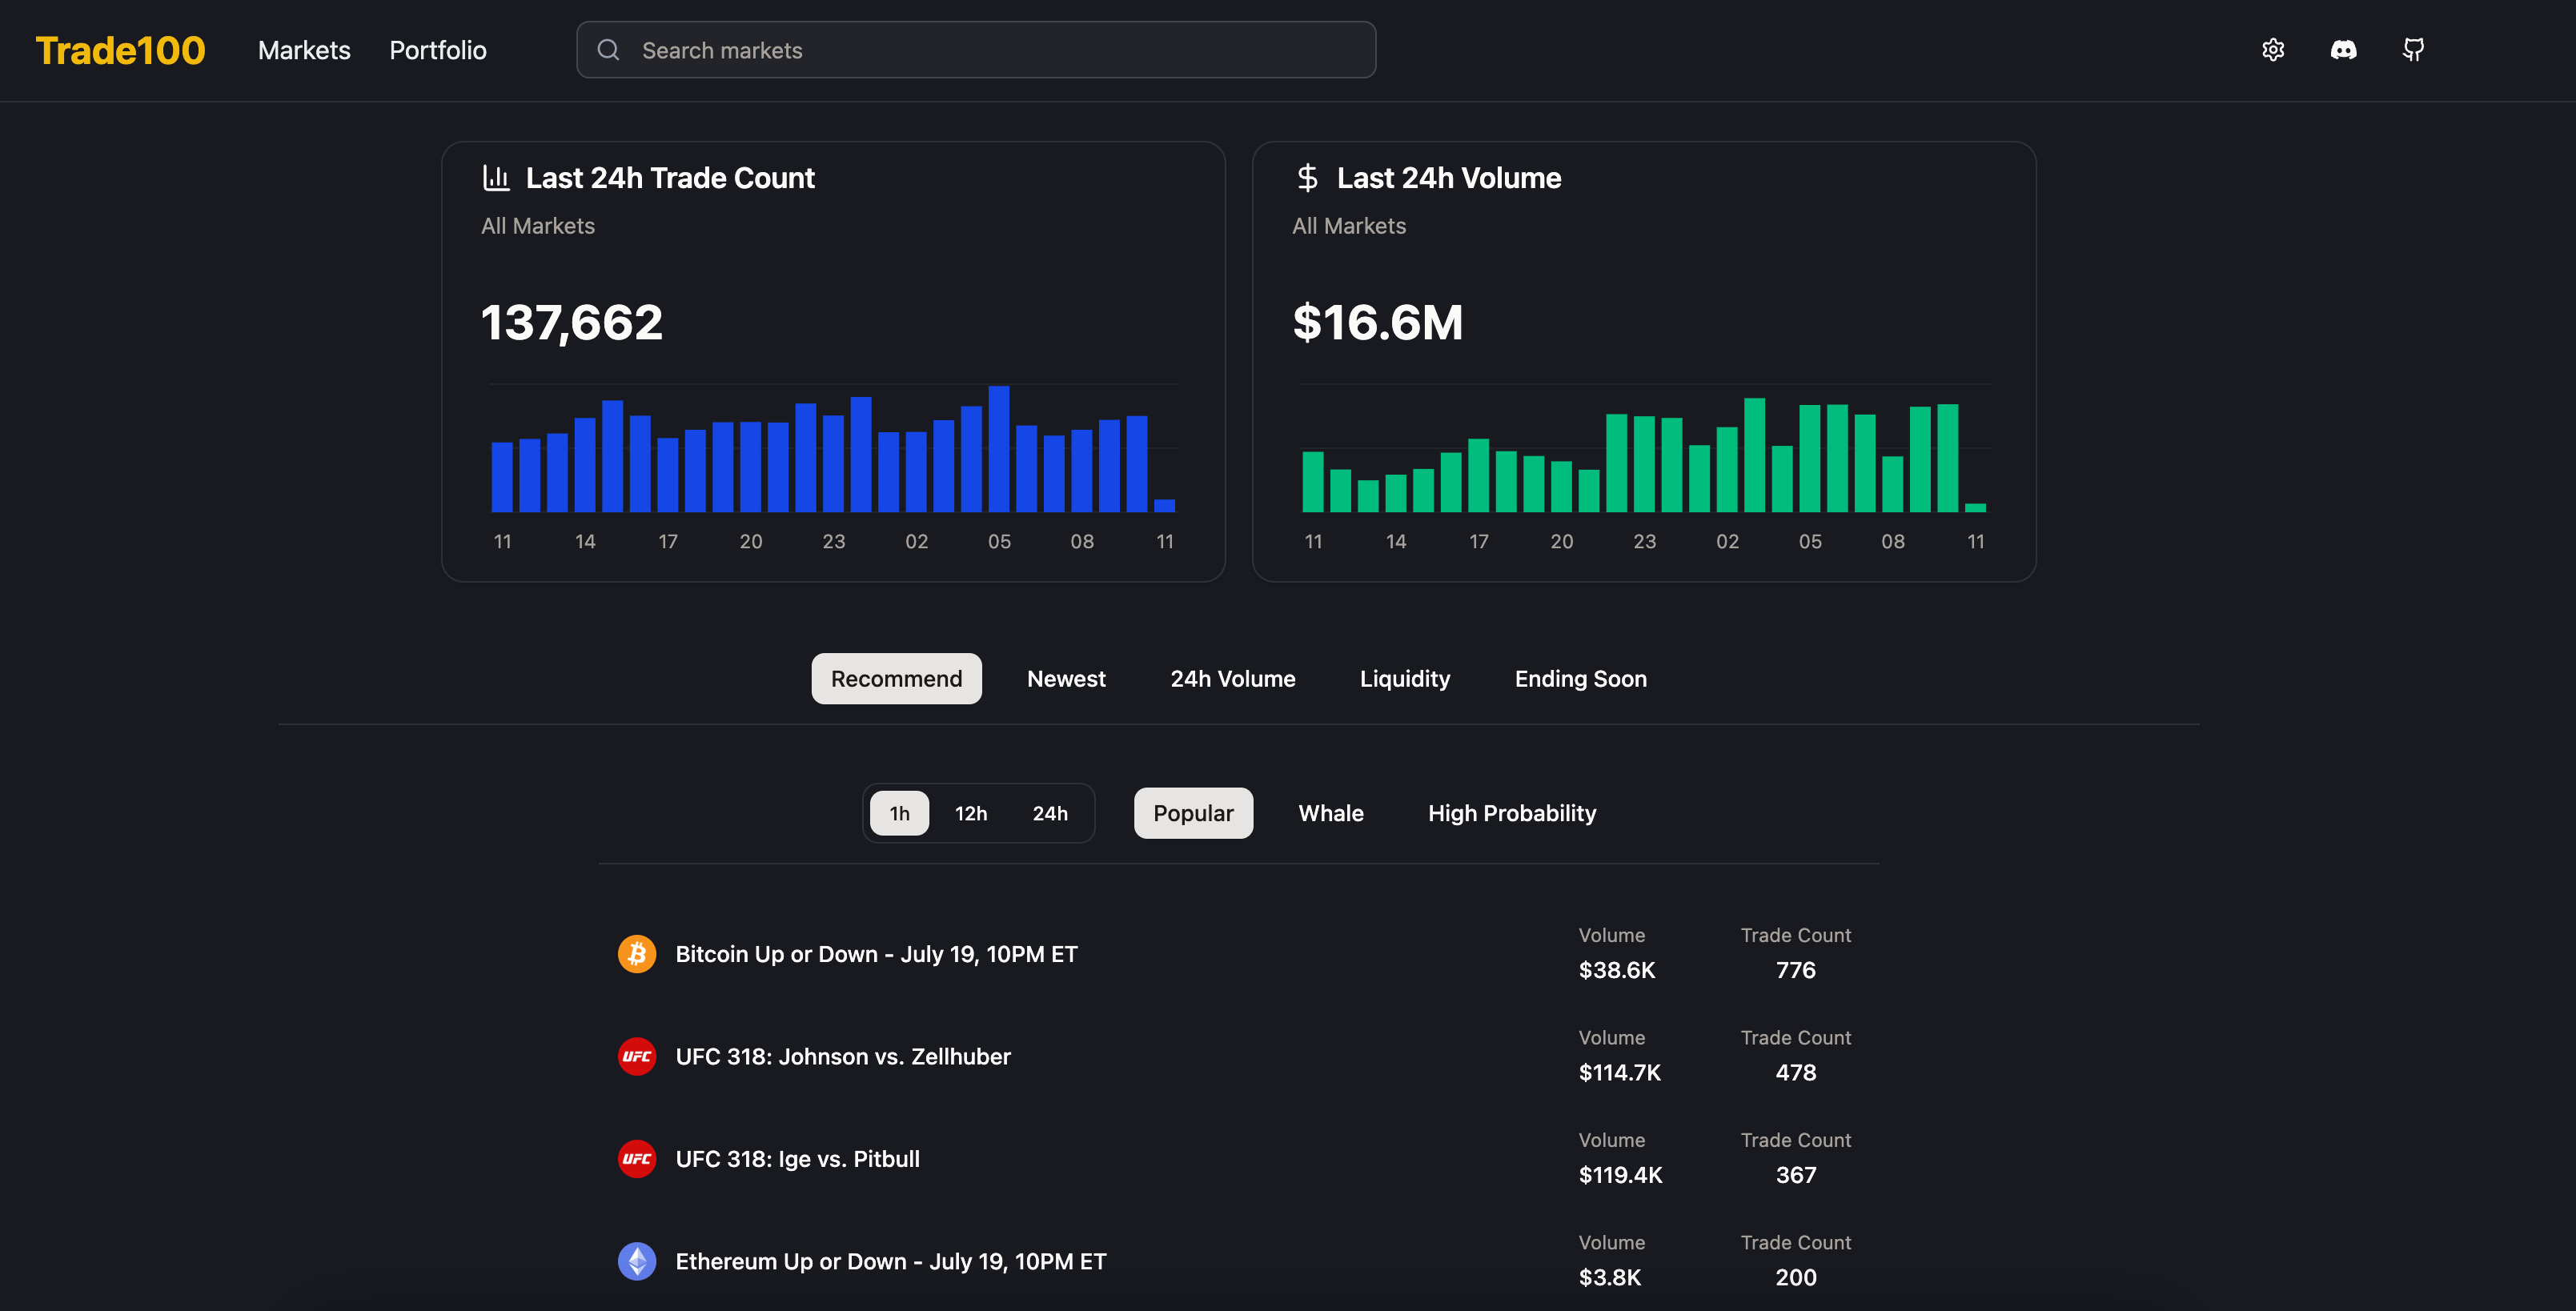 Trade100 Markets Portfolio Search markets
Last 24h Trade Count
All Markets
137,662
11 14 17 20 23 02 05 08 11
Last 24h Volume
All Markets
$16.6M
11 14 17 20 23 02 05 08 11
Recommend Newest 24h Volume Liquidity Ending Soon
1h 12h 24h Popular Whale High Probability
Bitcoin Up or Down - July 19, 10PM ET
Volume Trade Count
$38.6K 776
UFC
UFC 318: Johnson vs. Zellhuber
Volume Trade Count
$114.7K 478
UFC
UFC 318: Ige vs. Pitbull
Volume Trade Count
$119.4K 367
Ethereum Up or Down - July 19, 10PM ET
Volume Trade Count
$3.8K 200